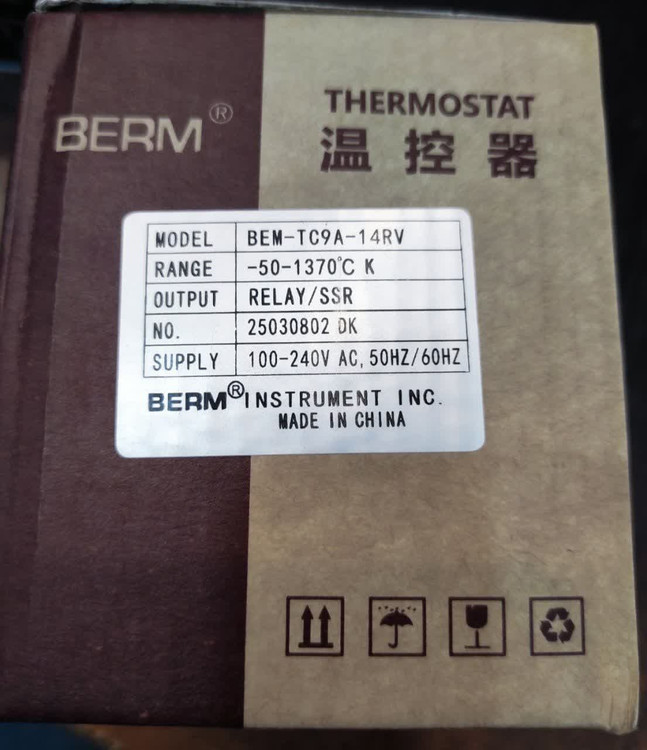 BERM®
THERMOSTAT
温控器
MODEL BEM-TC9A-14RV
RANGE -50-1370℃ K
OUTPUT RELAY/SSR
NO. 25030802 DK
SUPPLY 100-240V AC, 50HZ/60HZ
BERM® INSTRUMENT INC.
MADE IN CHINA